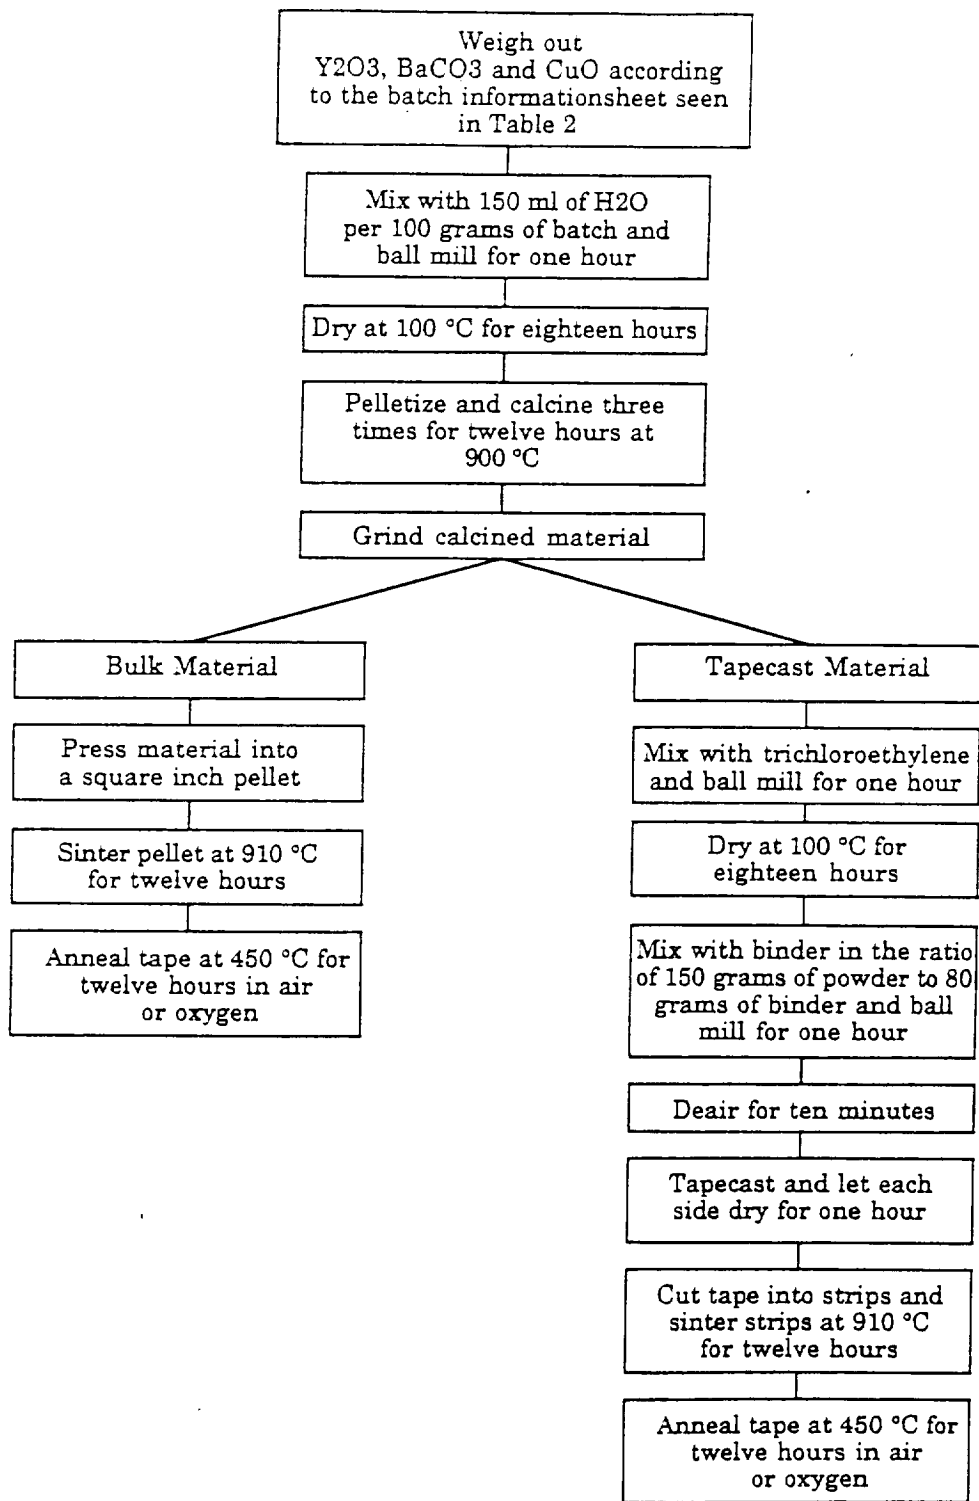 Weigh out
Y2O3, BaCO3 and CuO according
to the batch informationsheet seen
in Table 2
Mix with 150 ml of H2O
per 100 grams of batch and
ball mill for one hour
Dry at 100 °C for eighteen hours
Pelletize and calcine three
times for twelve hours at
900 °C
Grind calcined material
Bulk Material
Press material into
a square inch pellet
Sinter pellet at 910 °C
for twelve hours
Anneal tape at 450 °C for
twelve hours in air
or oxygen
Tapecast Material
Mix with trichloroethylene
and ball mill for one hour
Dry at 100 °C for
eighteen hours
Mix with binder in the ratio
of 150 grams of powder to 80
grams of binder and ball
mill for one hour
Deair for ten minutes
Tapecast and let each
side dry for one hour
Cut tape into strips and
sinter strips at 910 °C
for twelve hours
Anneal tape at 450 °C for
twelve hours in air
or oxygen